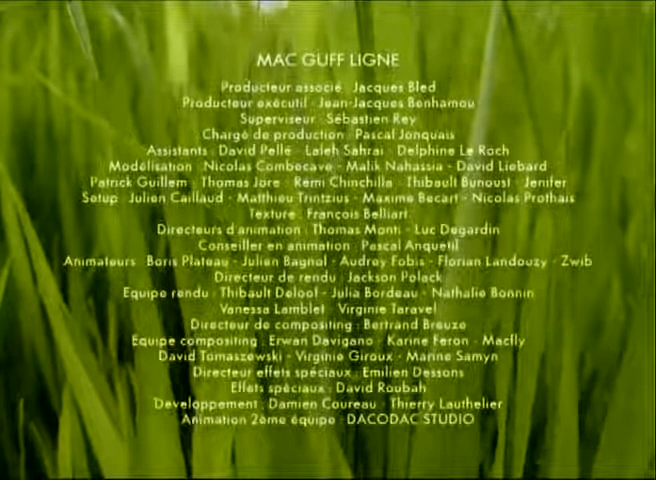 MAC GUFF LIGNE
Producteur associé : Jacques Bled
Producteur exécutif : Jean-Jacques Benhamou
Superviseur : Sébastien Rey
Chargé de production : Pascal Jonquais
Assistants : David Pellé - Laleh Sahrai - Delphine Le Roch
Modélisation : Nicolas Combecave - Malik Nahassia - David Liebard
Patrick Guillem - Thomas Jore - Rémi Chinchilla - Thibault Bunoust - Jenifer
Setup : Julien Caillaud - Matthieu Trintzius - Maxime Becart - Nicolas Prothais
Texture : François Belliart
Directeurs d'animation : Thomas Monti - Luc Degardin
Conseiller en animation : Pascal Anquetil
Animateurs : Boris Plateau - Julien Bagnol - Audrey Fobis - Florian Landouzy - Zwib
Directeur de rendu : Jackson Polack
Equipe rendu : Thibault Deloof - Julia Bordeau - Nathalie Bonnin
Vanessa Lamblet - Virginie Taravel
Directeur de compositing : Bertrand Breuze
Equipe compositing : Erwan Davigano - Karine Feron - Macfly
David Tomaszewski - Virginie Giroux - Marine Samyn
Directeur effets spéciaux : Emilien Dessons
Effets spéciaux : David Roubah
Développement : Damien Coureau - Thierry Lauthelier
Animation 2ème équipe : DACODAC STUDIO